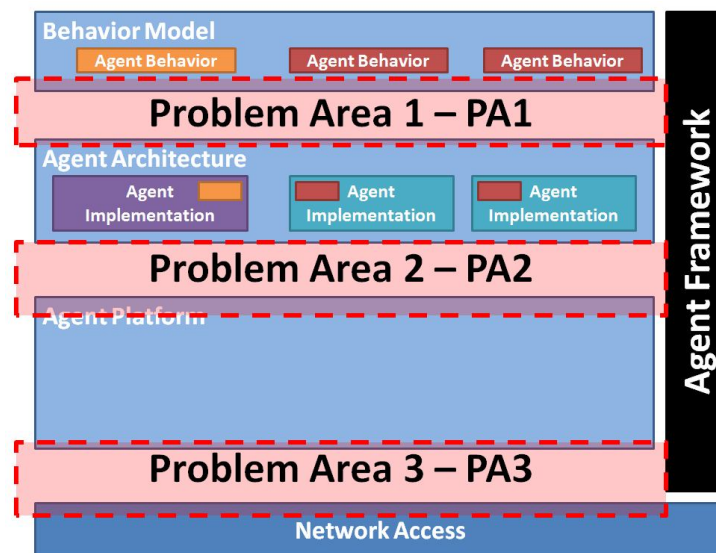 Behavior Model
Agent Behavior
Agent Behavior
Agent Behavior
Problem Area 1 – PA1
Agent Architecture
Agent
Implementation
Agent
Implementation
Agent
Implementation
Problem Area 2 – PA2
Agent Platform
Problem Area 3 – PA3
Network Access
Agent Framework